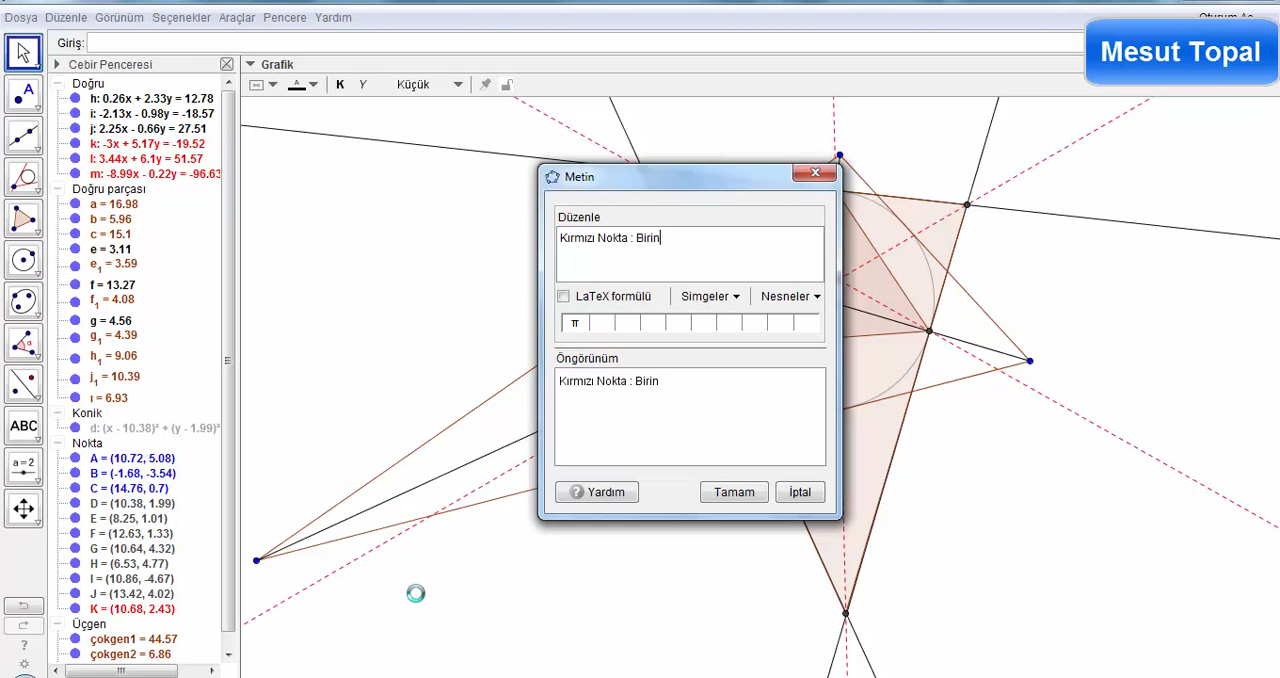 Dosya Düzenle Görünüm Seçenekler Araçlar Pencere Yardım
Mesut Topal
Giriş:
Cebir Penceresi
Grafik
K Y Küçük
Doğru
h: 0.26x + 2.33y = 12.78
i: -2.13x - 0.98y = -18.57
j: 2.25x - 0.66y = 27.51
k: -3x + 5.17y = -19.52
l: 3.44x + 6.1y = 51.57
m: -8.99x - 0.22y = -96.63
Doğru parçası
a = 16.98
b = 5.96
c = 15.1
e = 3.11
e1 = 3.59
f = 13.27
f1 = 4.08
g = 4.56
g1 = 4.39
h1 = 9.06
j1 = 10.39
ı = 6.93
Konik
d: (x - 10.38)² + (y - 1.99)²
Nokta
A = (10.72, 5.08)
B = (-1.68, -3.54)
C = (14.76, 0.7)
D = (10.38, 1.99)
E = (8.25, 1.01)
F = (12.63, 1.33)
G = (10.64, 4.32)
H = (6.53, 4.77)
I = (10.86, -4.67)
J = (13.42, 4.02)
K = (10.68, 2.43)
Üçgen
çokgen1 = 44.57
çokgen2 = 6.86
A
α
ABC
a=2
?
Metin
Düzenle
Kırmızı Nokta : Birin
LaTeX formülü Simgeler Nesneler
π
Öngörünüm
Kırmızı Nokta : Birin
? Yardım Tamam İptal